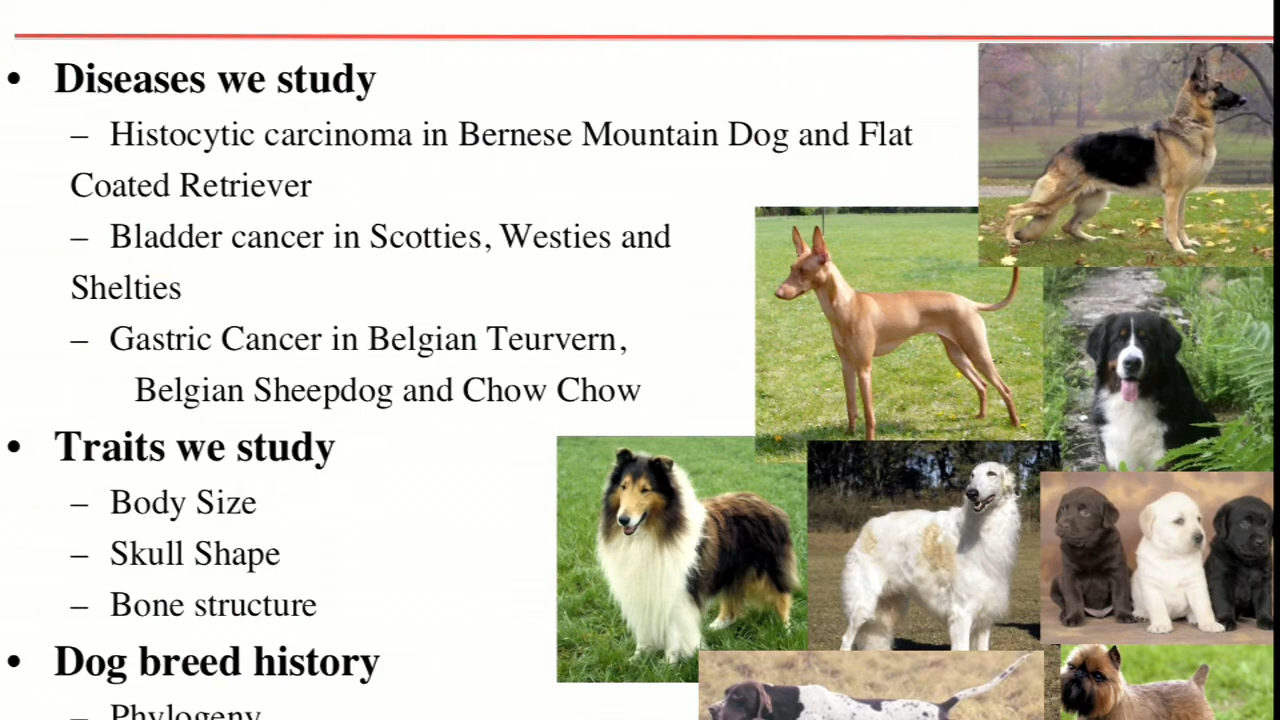 • Diseases we study
– Histocytic carcinoma in Bernese Mountain Dog and Flat
Coated Retriever
– Bladder cancer in Scotties, Westies and
Shelties
– Gastric Cancer in Belgian Teurvern,
Belgian Sheepdog and Chow Chow
• Traits we study
– Body Size
– Skull Shape
– Bone structure
• Dog breed history
– Phylogeny